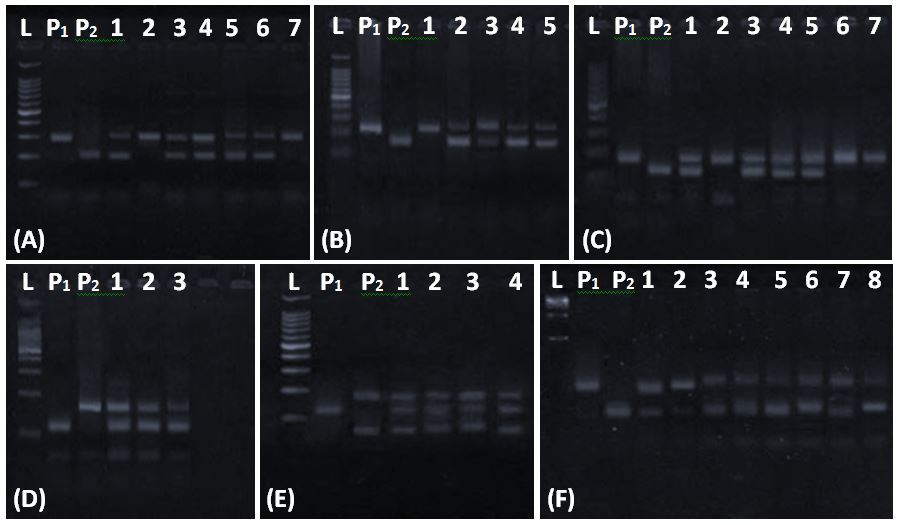 L P₁ P₂ 1 2 3 4 5 6 7
(A)
L P₁ P₂ 1 2 3 4 5
(B)
L P₁ P₂ 1 2 3 4 5 6 7
(C)
L P₁ P₂ 1 2 3
(D)
L P₁ P₂ 1 2 3 4
(E)
L P₁ P₂ 1 2 3 4 5 6 7 8
(F)